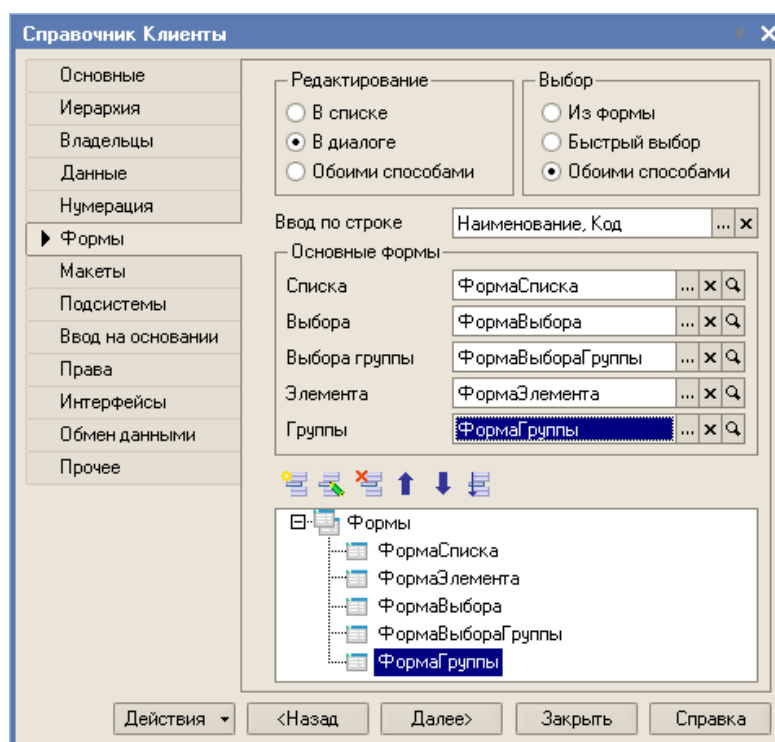 Справочник Клиенты
Основные
Иерархия
Владельцы
Данные
Нумерация
Формы
Макеты
Подсистемы
Ввод на основании
Права
Интерфейсы
Обмен данными
Прочее
Редактирование
В списке
В диалоге
Обоими способами
Выбор
Из формы
Быстрый выбор
Обоими способами
Ввод по строке Наименование, Код ...
Основные формы
Списка ФормаСписка ...
Выбора ФормаВыбора ...
Выбора группы ФормаВыбораГруппы ...
Элемента ФормаЭлемента ...
Группы ФормаГруппы ...
Формы
ФормаСписка
ФормаЭлемента
ФормаВыбора
ФормаВыбораГруппы
ФормаГруппы
Действия <Назад Далее> Закрыть Справка